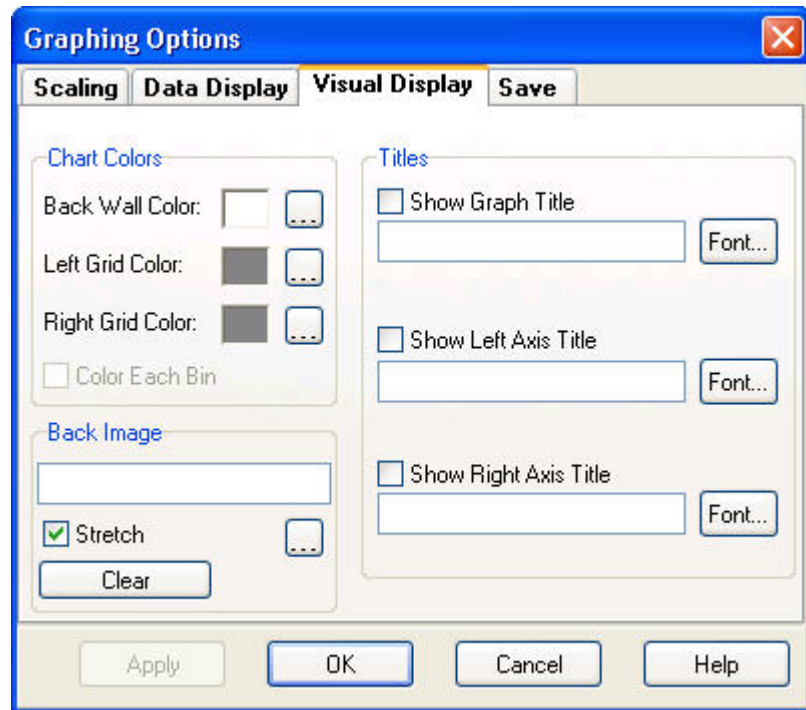 Graphing Options
Scaling Data Display Visual Display Save
Chart Colors
Back Wall Color: ...
Left Grid Color: ...
Right Grid Color: ...
Color Each Bin
Back Image
Stretch ...
Clear
Titles
Show Graph Title
Font...
Show Left Axis Title
Font...
Show Right Axis Title
Font...
Apply OK Cancel Help